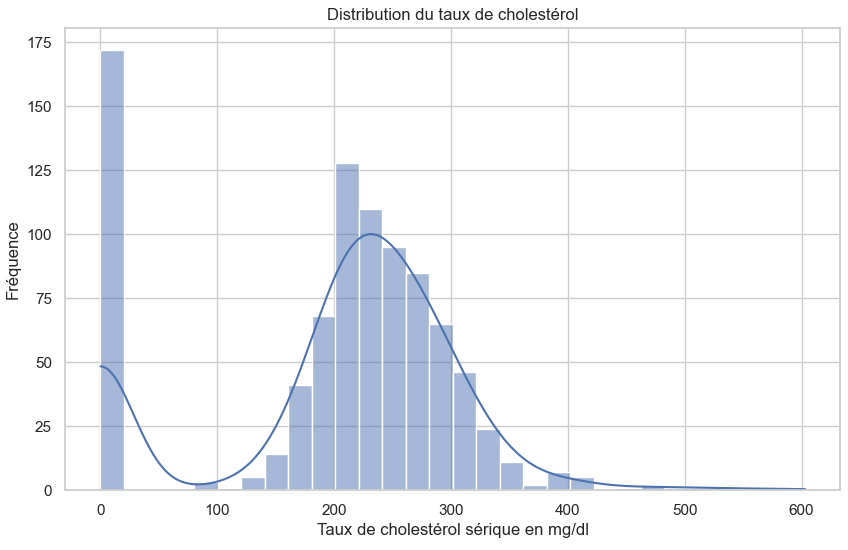 Distribution du taux de cholestérol
175
150
125
100
75
50
25
0
Fréquence
0 100 200 300 400 500 600
Taux de cholestérol sérique en mg/dl